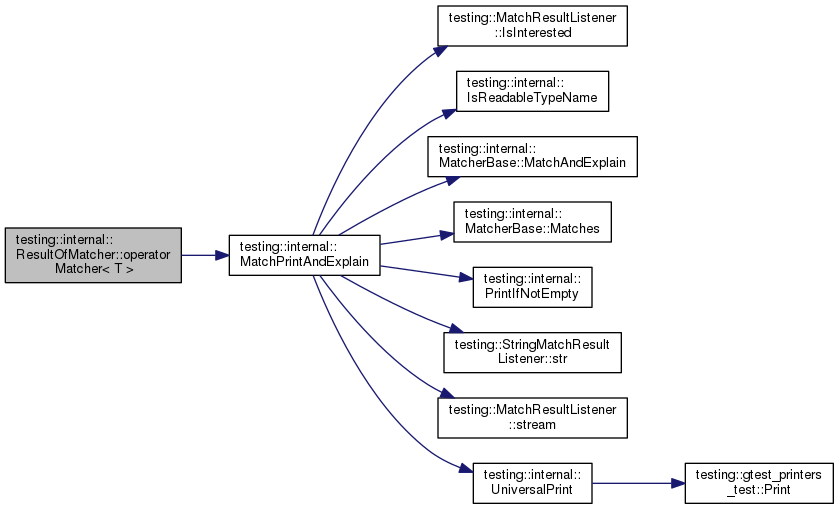 testing::MatchResultListener
::IsInterested
testing::internal::
IsReadableTypeName
testing::internal::
MatcherBase::MatchAndExplain
testing::internal::
MatcherBase::Matches
testing::internal::
ResultOfMatcher::operator
Matcher< T >
testing::internal::
MatchPrintAndExplain
testing::internal::
PrintIfNotEmpty
testing::StringMatchResult
Listener::str
testing::MatchResultListener
::stream
testing::internal::
UniversalPrint
testing::gtest_printers
_test::Print